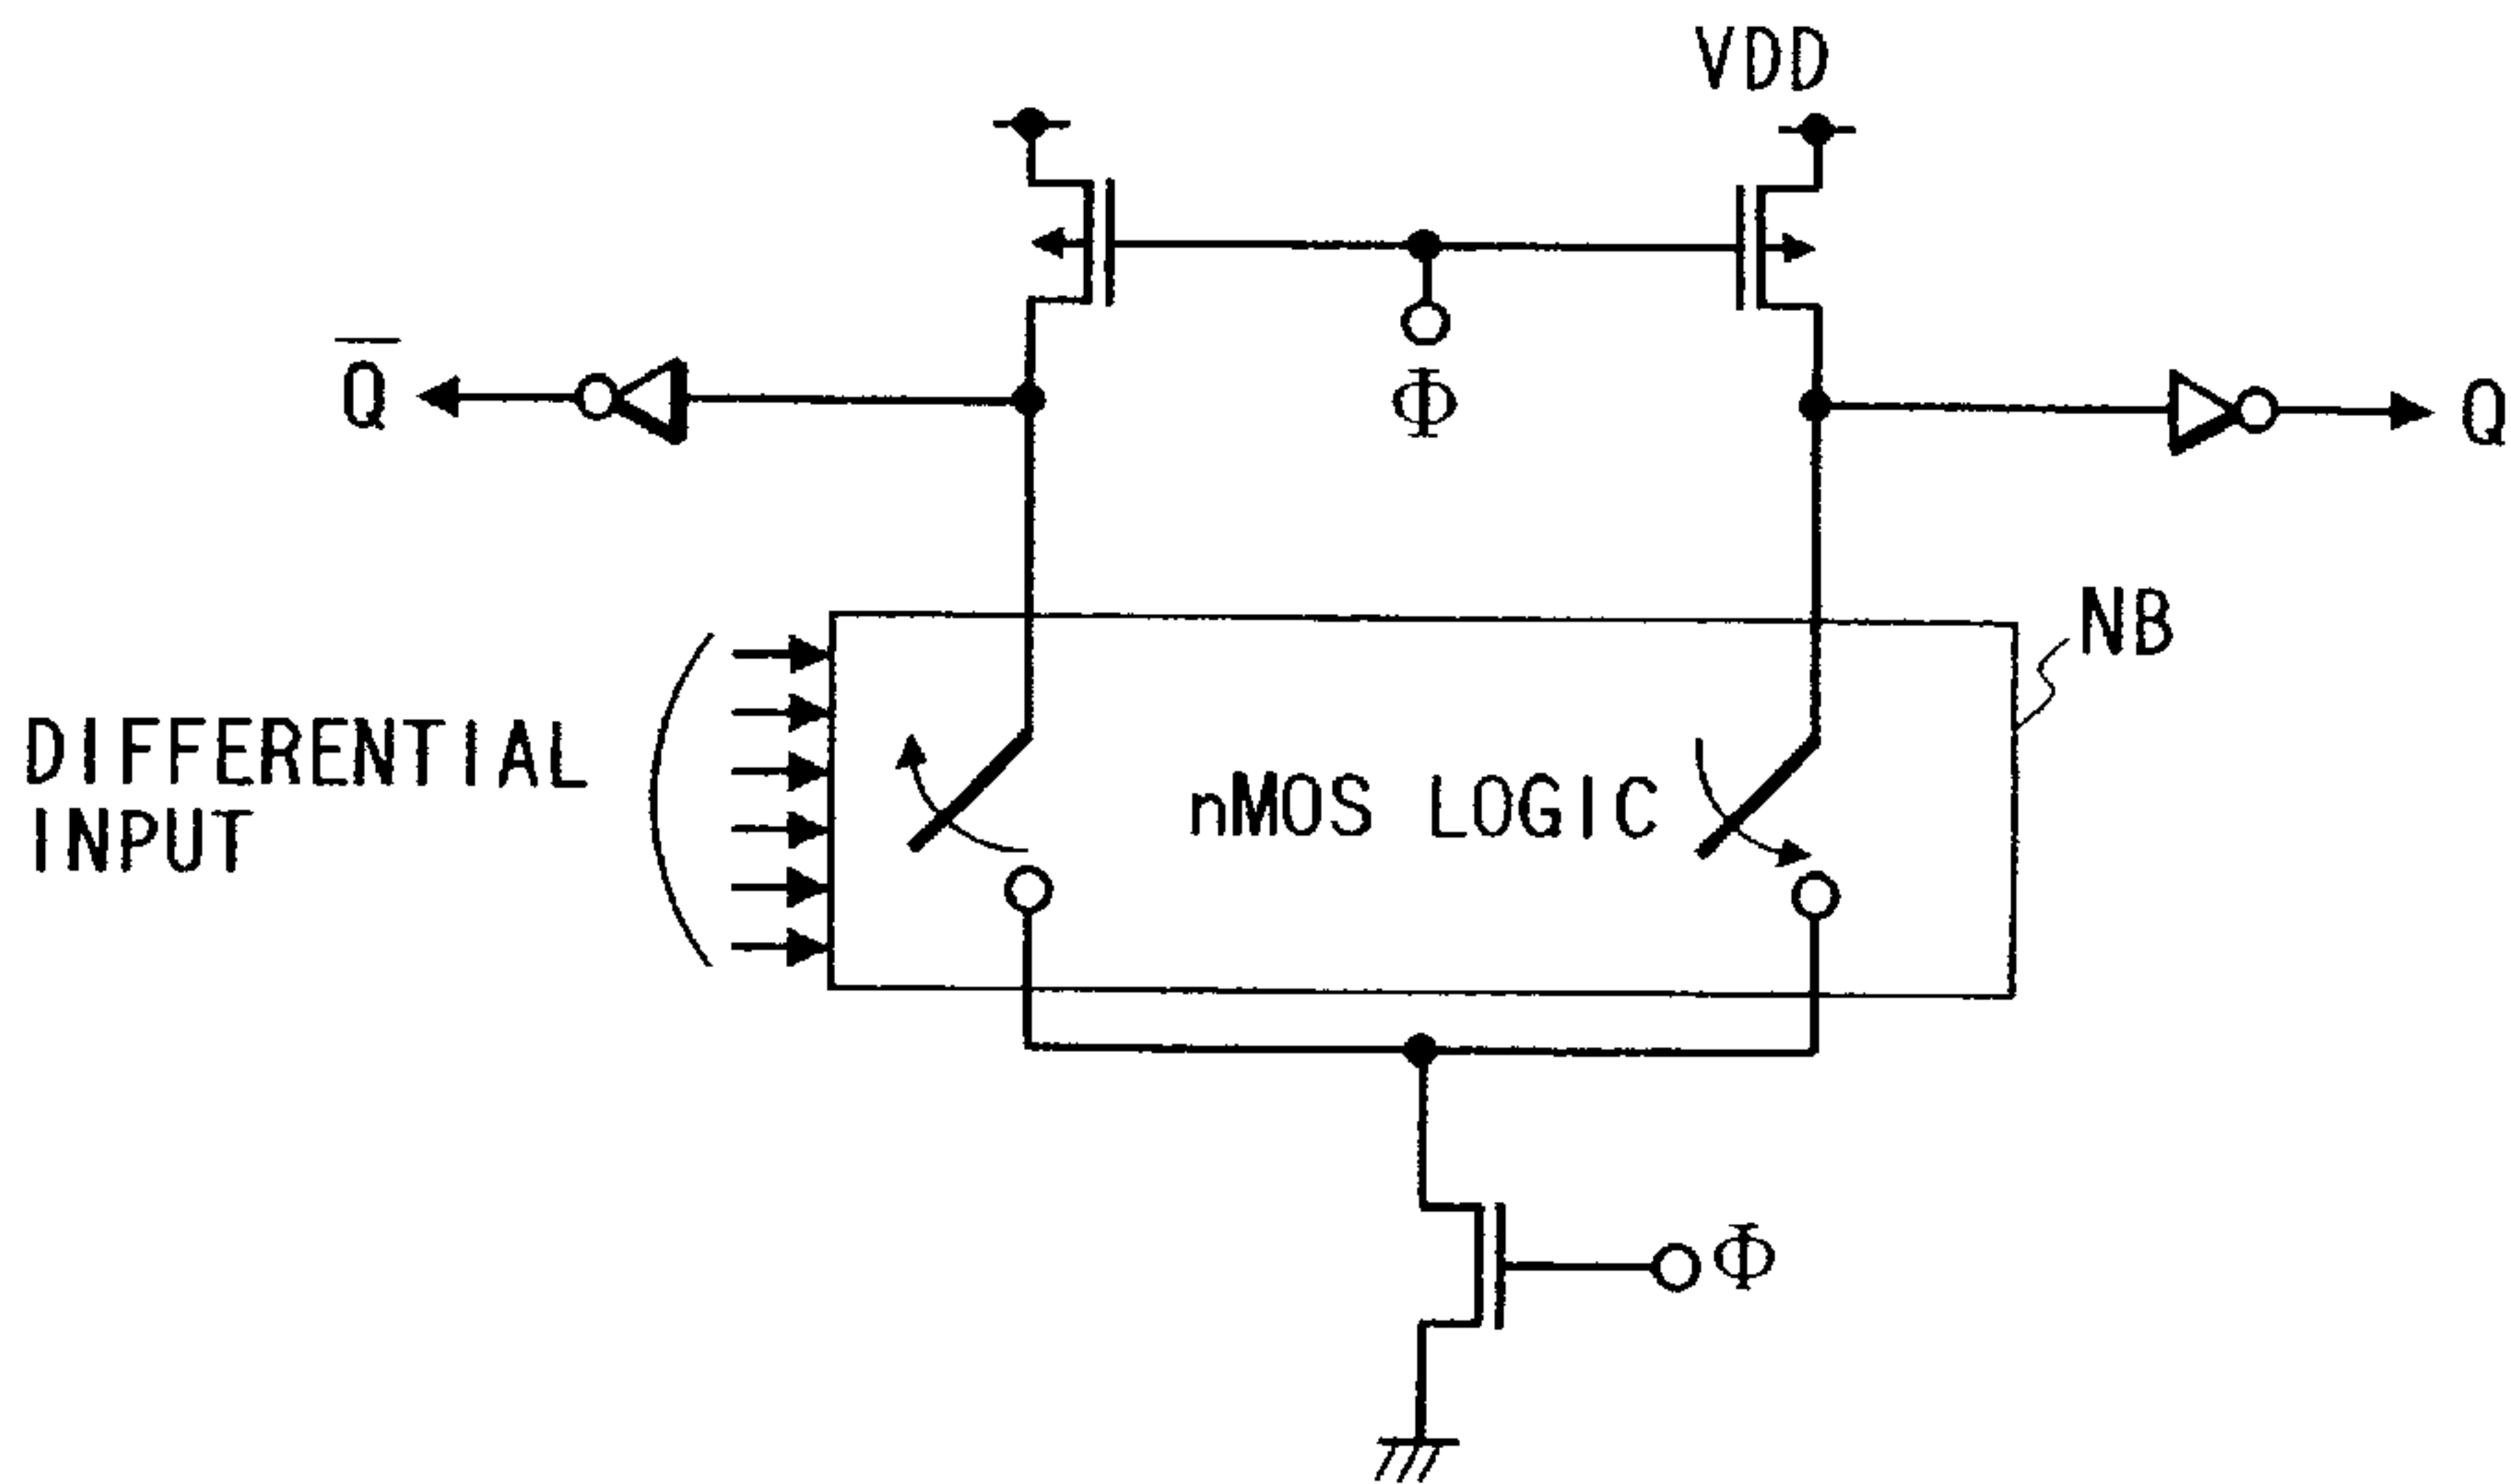 VDD
Q̅
Φ
Q
NB
DIFFERENTIAL
INPUT
nMOS LOGIC
Φ